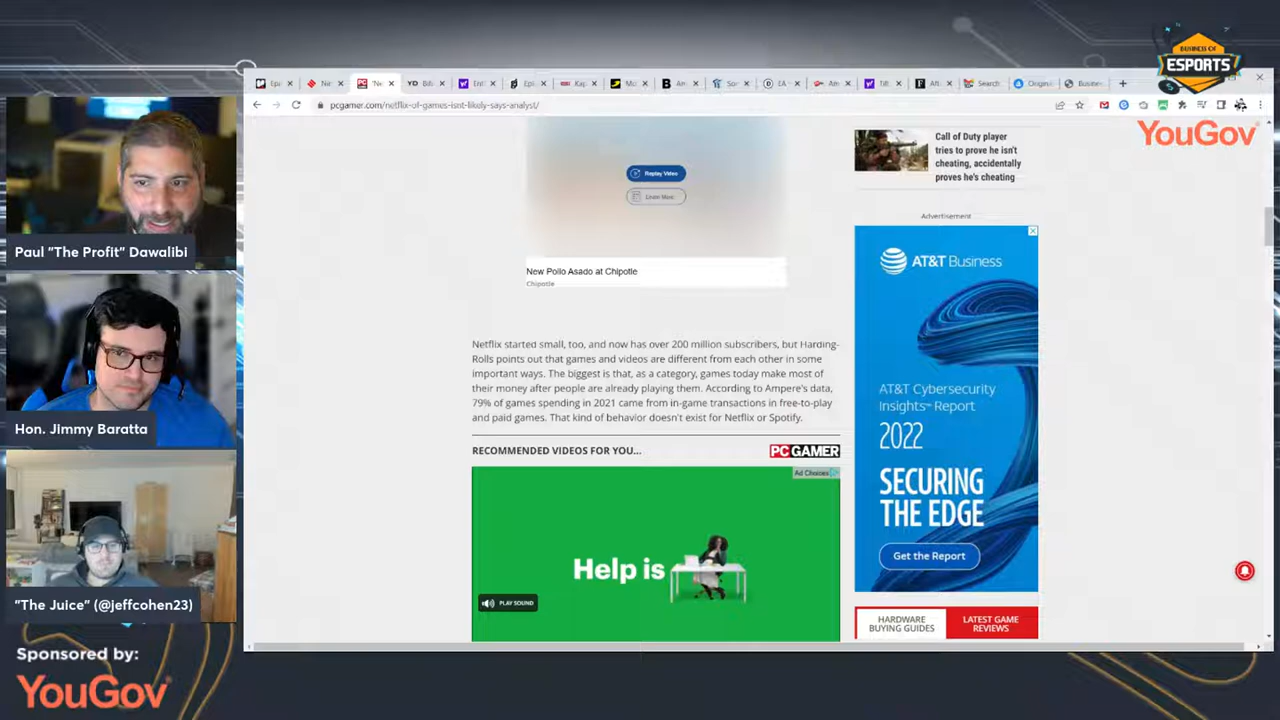 BUSINESS OF
ESPORTS
YouGov
Paul "The Profit" Dawalibi
Hon. Jimmy Baratta
"The Juice" (@jeffcohen23)
Sponsored by:
YouGov
pcgamer.com/netflix-of-games-isnt-likely-says-analyst/
Replay Video
Learn More
New Pollo Asado at Chipotle
Chipotle
Netflix started small, too, and now has over 200 million subscribers, but Harding-
Rolls points out that games and videos are different from each other in some
important ways. The biggest is that, as a category, games today make most of
their money after people are already playing them. According to Ampere's data,
79% of games spending in 2021 came from in-game transactions in free-to-play
and paid games. That kind of behavior doesn't exist for Netflix or Spotify.
RECOMMENDED VIDEOS FOR YOU...
PC GAMER
Ad Choices
Help is
PLAY SOUND
Call of Duty player
tries to prove he isn't
cheating, accidentally
proves he's cheating
Advertisement
AT&T Business
AT&T Cybersecurity
Insights™ Report
2022
SECURING
THE EDGE
Get the Report
HARDWARE
BUYING GUIDES
LATEST GAME
REVIEWS